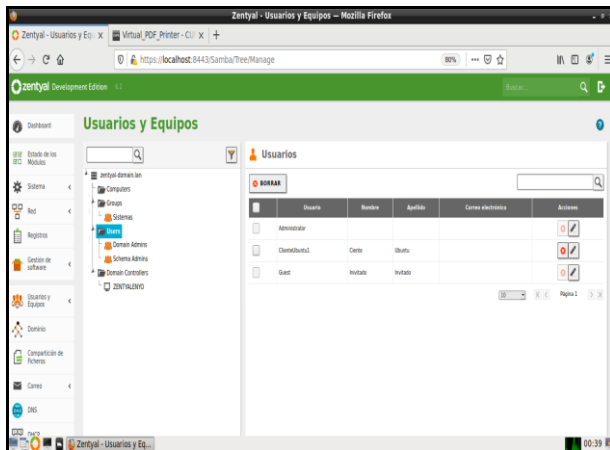 Zentyal - Usuarios y Equipos — Mozilla Firefox
Zentyal - Usuarios y Equ x
Virtual_PDF_Printer - CU x
https://localhost:8443/Samba/Tree/Manage
80%
zentyal Development Edition
Buscar...
Dashboard
Estado de los Módulos
Sistema
Red
Registros
Gestión de software
Usuarios y Equipos
Dominio
Compartición de Ficheros
Correo
DNS
DHCP
Usuarios y Equipos
zentyal-domain.lan
Computers
Groups
Sistemas
Users
Domain Admins
Schema Admins
Domain Controllers
ZENTYALENYO
Usuarios
BORRAR
Usuario Nombre Apellido Correo electrónico Acciones
Administrator
ClienteUbuntu1 Ciente Ubuntu
Guest Invitado Invitado
10 Página 1
Zentyal - Usuarios y Eq...
00:39